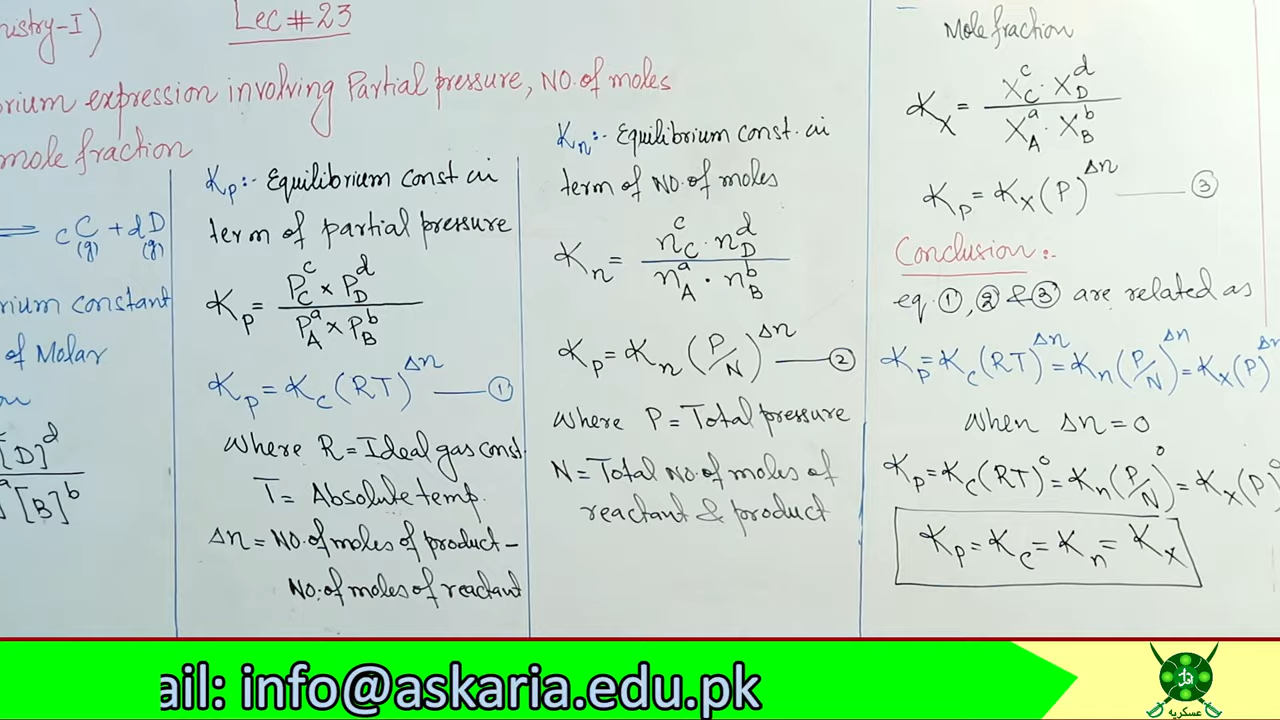 Lec # 23
expression involving Partial pressure, NO. of moles
mole fraction
⇌ cC(g) + dD(g)
constant
of Molar
[D]^d
[B]^b
Kp:- Equilibrium const in
term of partial pressure
Kp = P_C^c × P_D^d / P_A^a × P_B^b
Kp = Kc (RT)^Δn —— ①
Where R = Ideal gas const
T = Absolute temp.
Δn = NO. of moles of product –
NO. of moles of reactant
Kn:- Equilibrium const. in
term of NO. of moles
Kn = n_C^c · n_D^d / n_A^a · n_B^b
Kp = Kn (P/N)^Δn —— ②
Where P = Total pressure
N = Total No. of moles of
reactant & product
Mole fraction
Kx = X_C^c · X_D^d / X_A^a · X_B^b
Kp = Kx (P)^Δn —— ③
Conclusion :-
eq. ①, ② & ③ are related as
Kp = Kc (RT)^Δn = Kn (P/N)^Δn = Kx (P)^Δn
When Δn = 0
Kp = Kc (RT)^0 = Kn (P/N)^0 = Kx (P)^0
Kp = Kc = Kn = Kx
ail: info@askaria.edu.pk
عسكريه